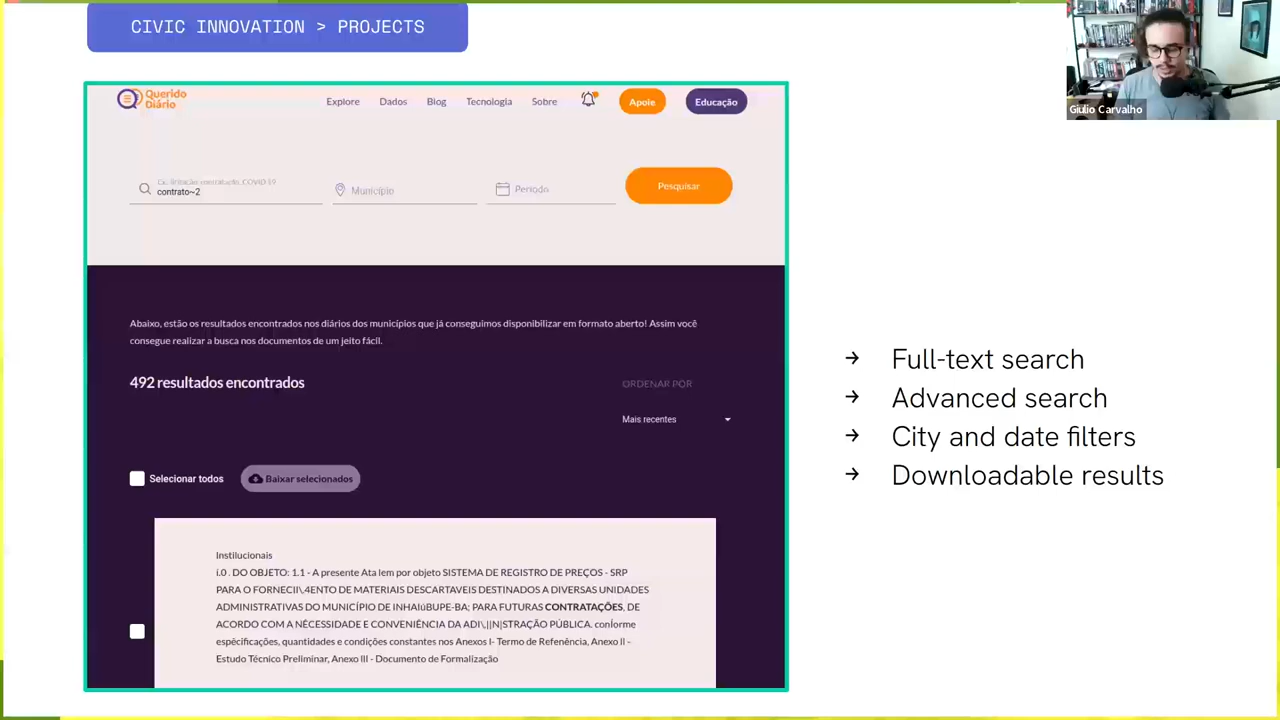 CIVIC INNOVATION > PROJECTS
Giulio Carvalho
Querido
Diário
Explore
Dados
Blog
Tecnologia
Sobre
Apoie
Educação
contrato~2
Município
Período
Pesquisar
Abaixo, estão os resultados encontrados nos diários dos municípios que já conseguimos disponibilizar em formato aberto! Assim você
consegue realizar a busca nos documentos de um jeito fácil.
492 resultados encontrados
ORDENAR POR
Mais recentes
Selecionar todos
Baixar selecionados
Institucionais
í.0 . DO OBJETO: 1.1 - A presente Ata lem por objeto SISTEMA DE REGISTRO DE PREÇOS - SRP
PARA O FORNECII\,4ENTO DE MATERIAIS DESCARTAVEIS DESTINADOS A DIVERSAS UNIDADES
ADMINISTRATIVAS DO MUNICÍPIO DE INHAIúBUPE-BA; PARA FUTURAS CONTRATAÇÕES, DE
ACORDO COM A NÉCESSIDADE E CONVENIÊNCIA DA ADI\,||N|STRAÇÃO PÚBLICA. conÍorme
espêcificações, quantidades e condições constantes nos Anexos I- Termo de Referência, Anexo II -
Estudo Técnico Preliminar, Anexo III - Documento de Formalização
→ Full-text search
→ Advanced search
→ City and date filters
→ Downloadable results